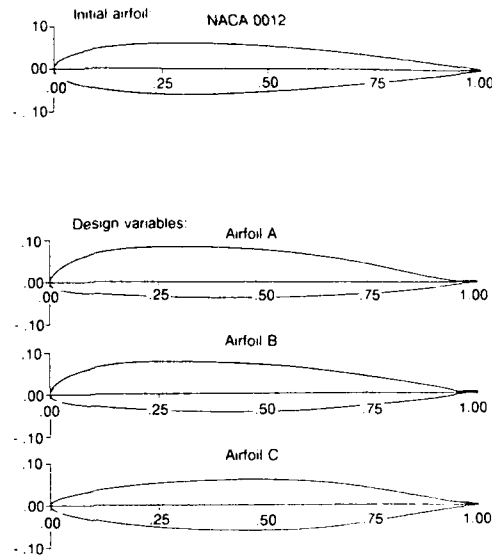 Initial airfoil:
NACA 0012
.10
.00
-.10
.00 .25 .50 .75 1.00
Design variables:
Airfoil A
.10
.00
-.10
.00 .25 .50 .75 1.00
Airfoil B
.10
.00
-.10
.00 .25 .50 .75 1.00
Airfoil C
.10
.00
-.10
.00 .25 .50 .75 1.00